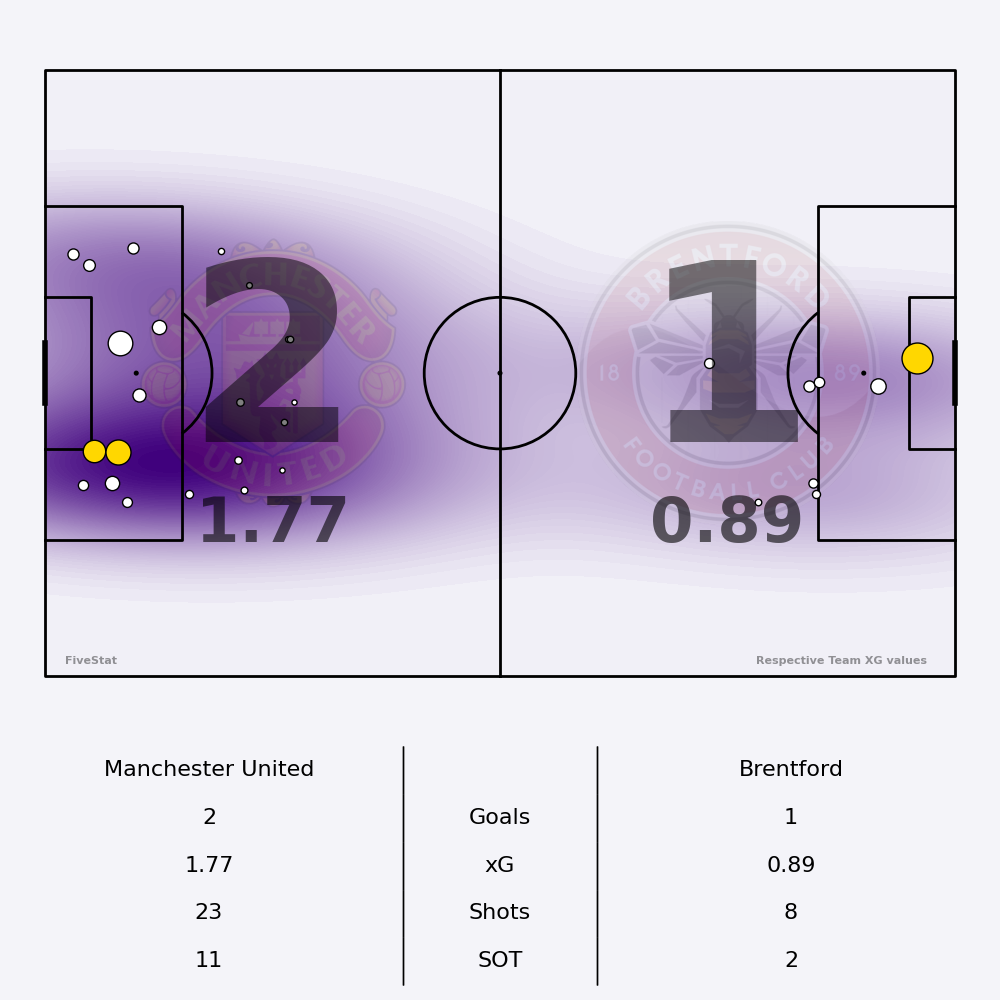 MANCHESTER
UNITED
2
1.77
BRENTFORD
18 89
FOOTBALL CLUB
1
0.89
FiveStat
Respective Team XG values
Manchester United Brentford
2 Goals 1
1.77 xG 0.89
23 Shots 8
11 SOT 2